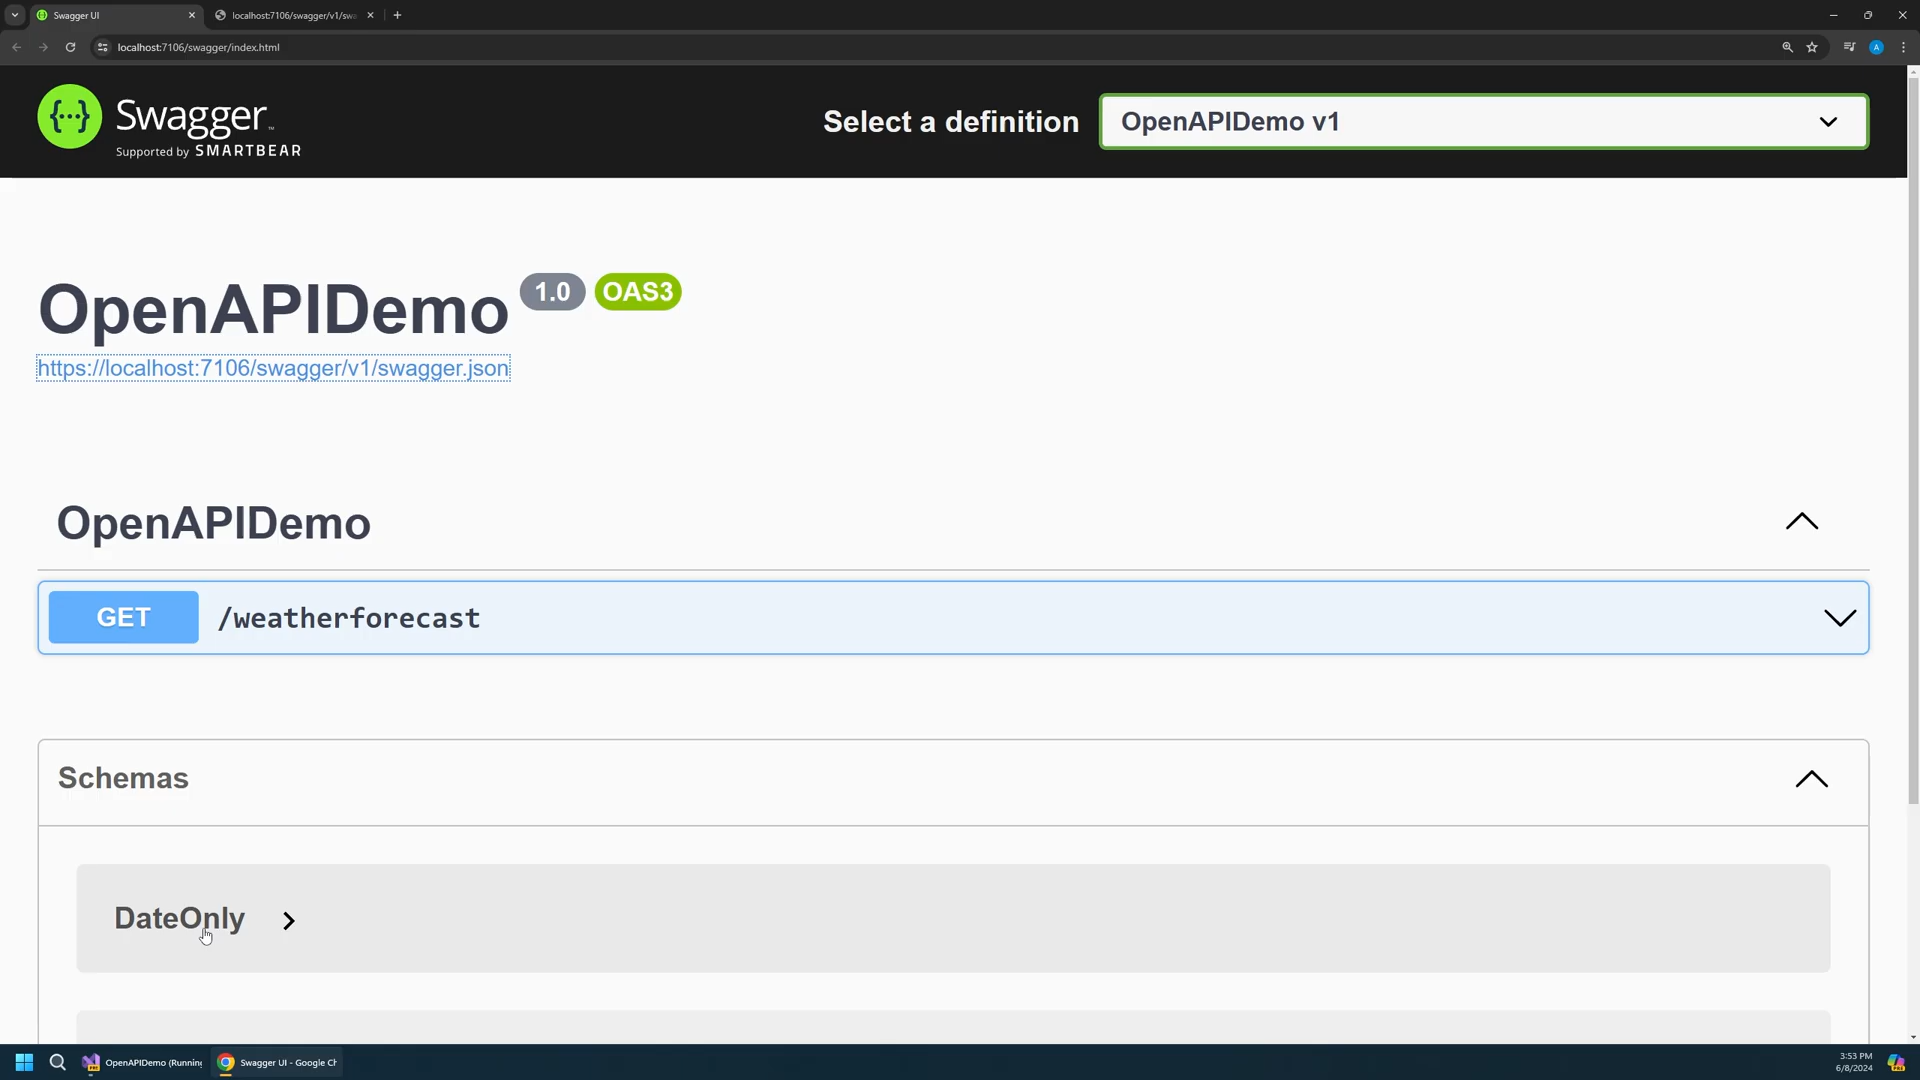 Swagger UI
localhost:7106/swagger/v1/swa
localhost:7106/swagger/index.html
A
{···} Swagger™
Supported by SMARTBEAR
Select a definition
OpenAPIDemo v1
OpenAPIDemo 1.0 OAS3
https://localhost:7106/swagger/v1/swagger.json
OpenAPIDemo
GET /weatherforecast
Schemas
DateOnly
OpenAPIDemo (Running
Swagger UI - Google Ch
3:53 PM
6/8/2024